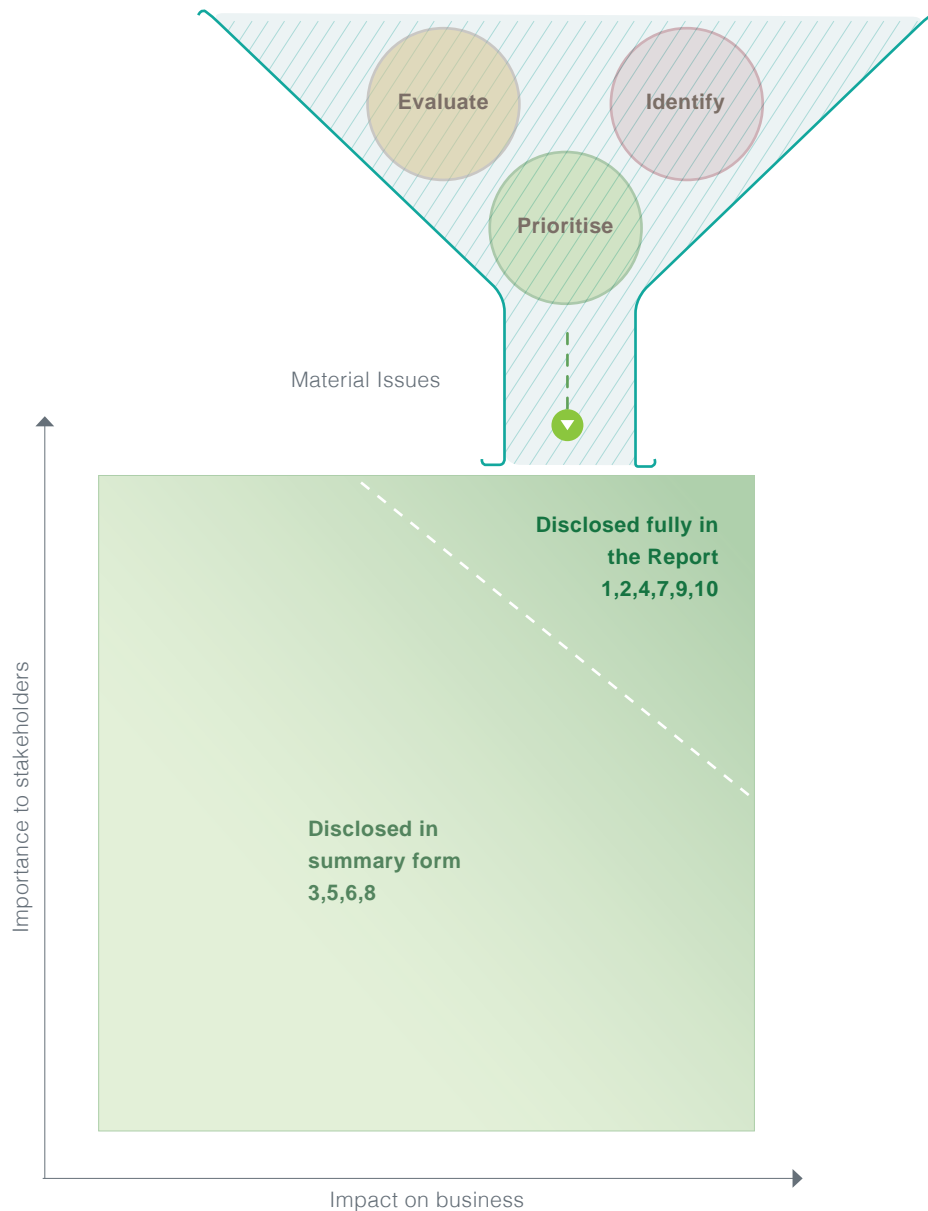 Evaluate
Identify
Prioritise
Material Issues
Disclosed fully in
the Report
1,2,4,7,9,10
Importance to stakeholders
Disclosed in
summary form
3,5,6,8
Impact on business